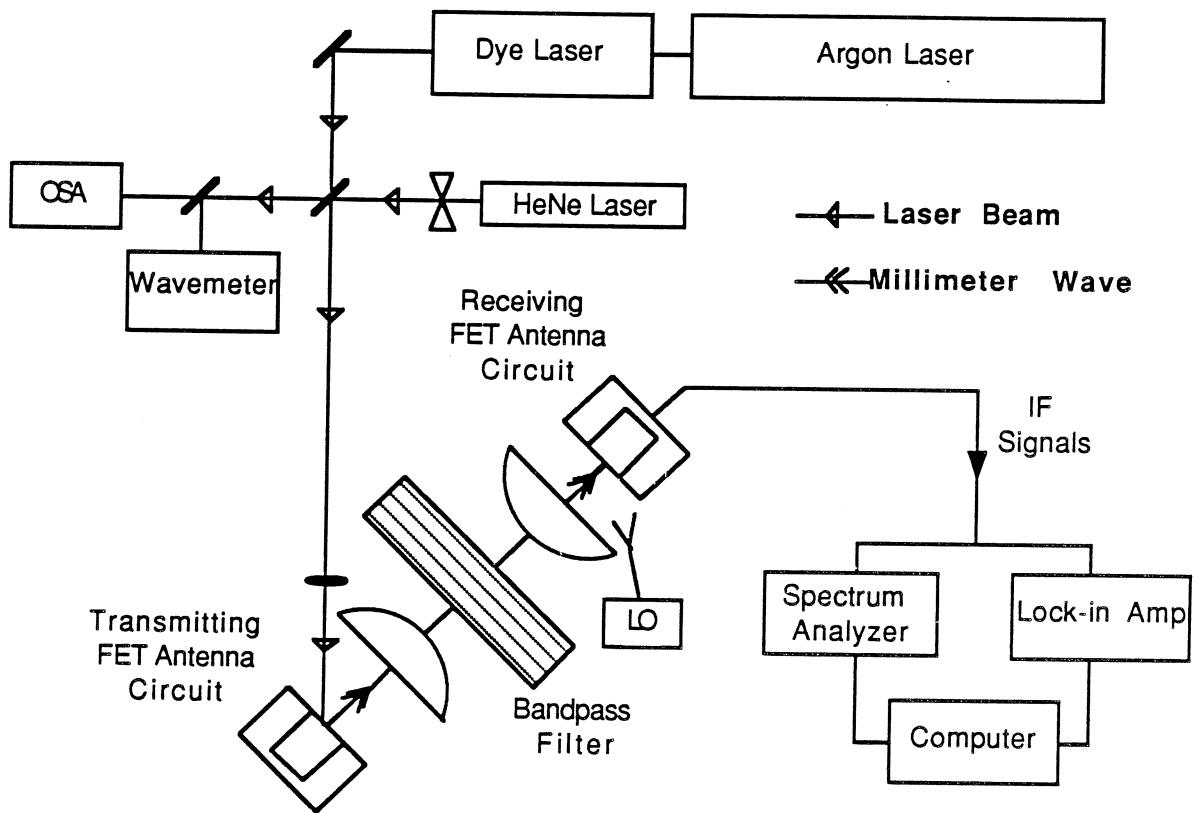 Dye Laser
Argon Laser
OSA
HeNe Laser
Laser Beam
Wavemeter
Millimeter Wave
Receiving
FET Antenna
Circuit
IF
Signals
Transmitting
FET Antenna
Circuit
LO
Spectrum
Analyzer
Lock-in Amp
Bandpass
Filter
Computer